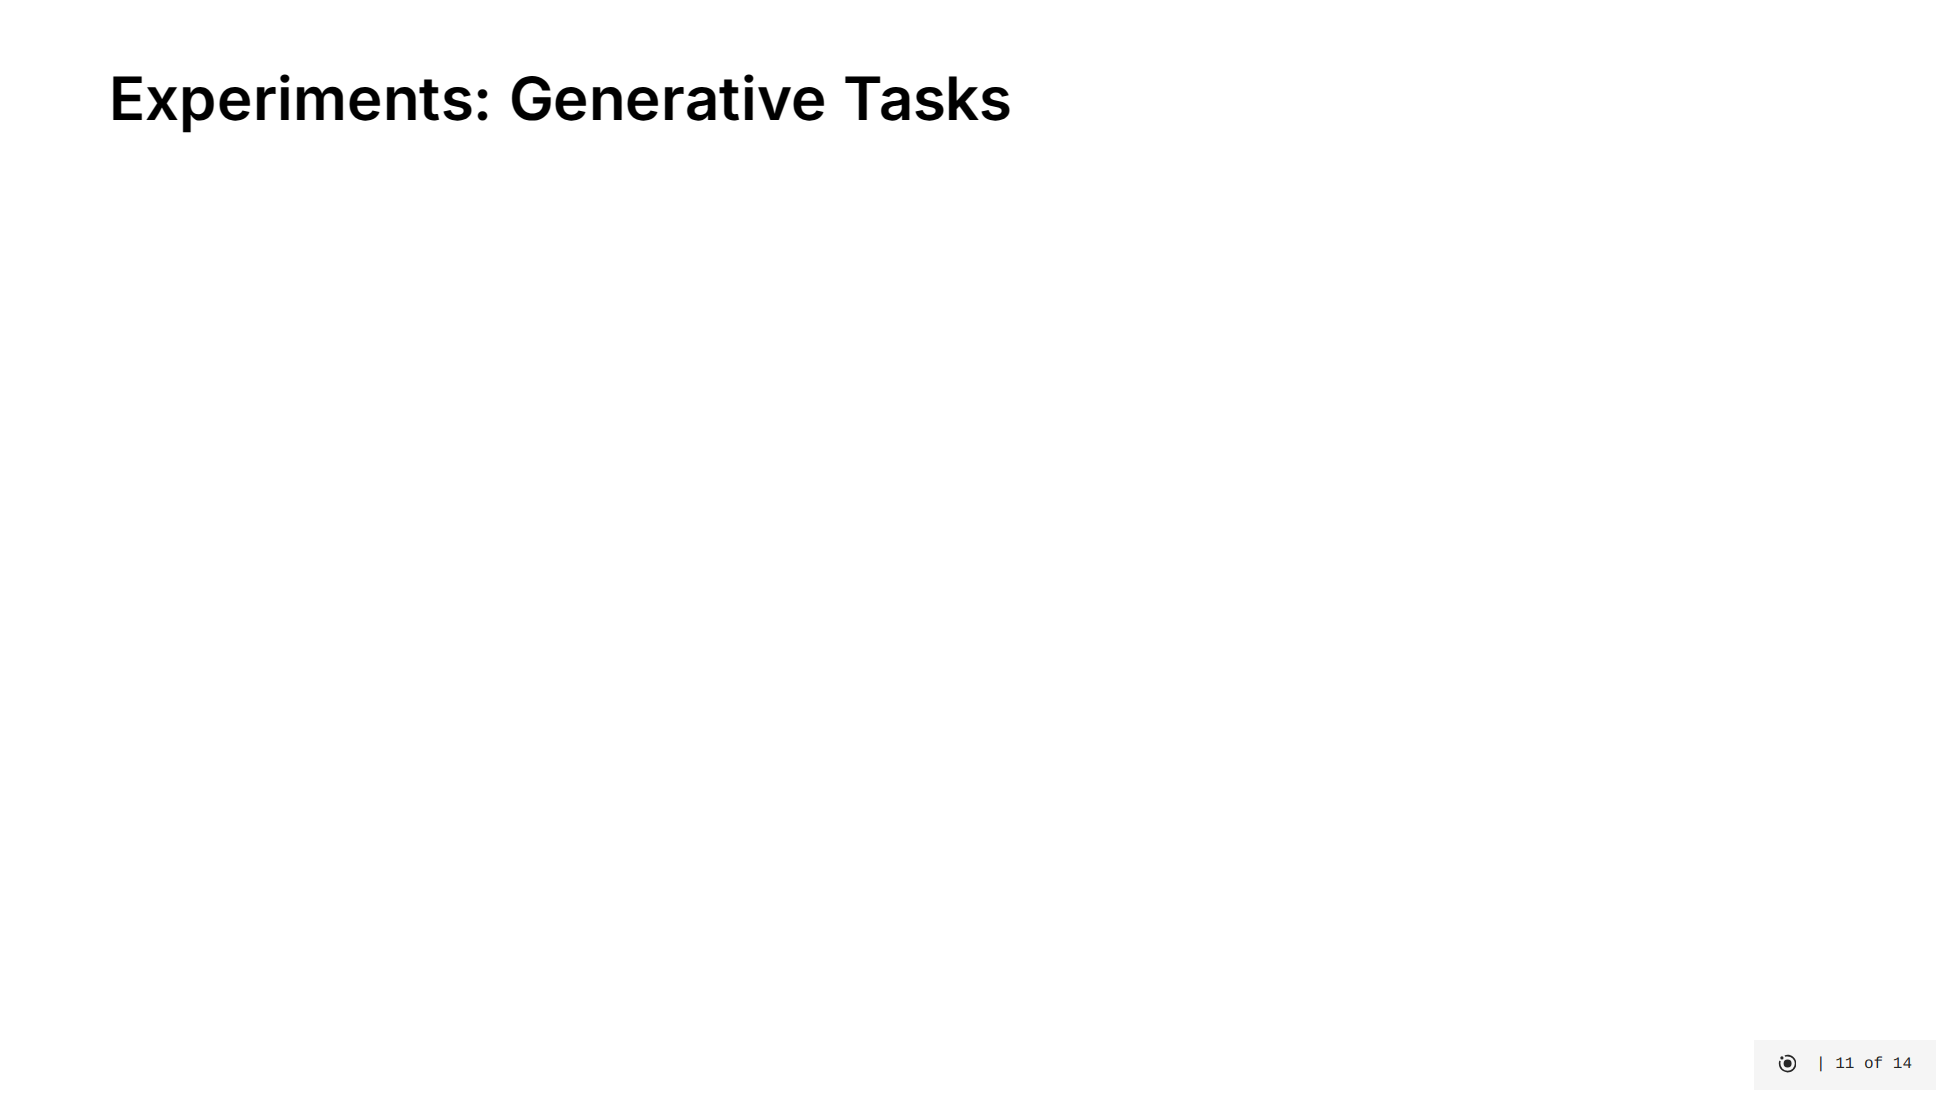 Experiments: Generative Tasks
| 11 of 14